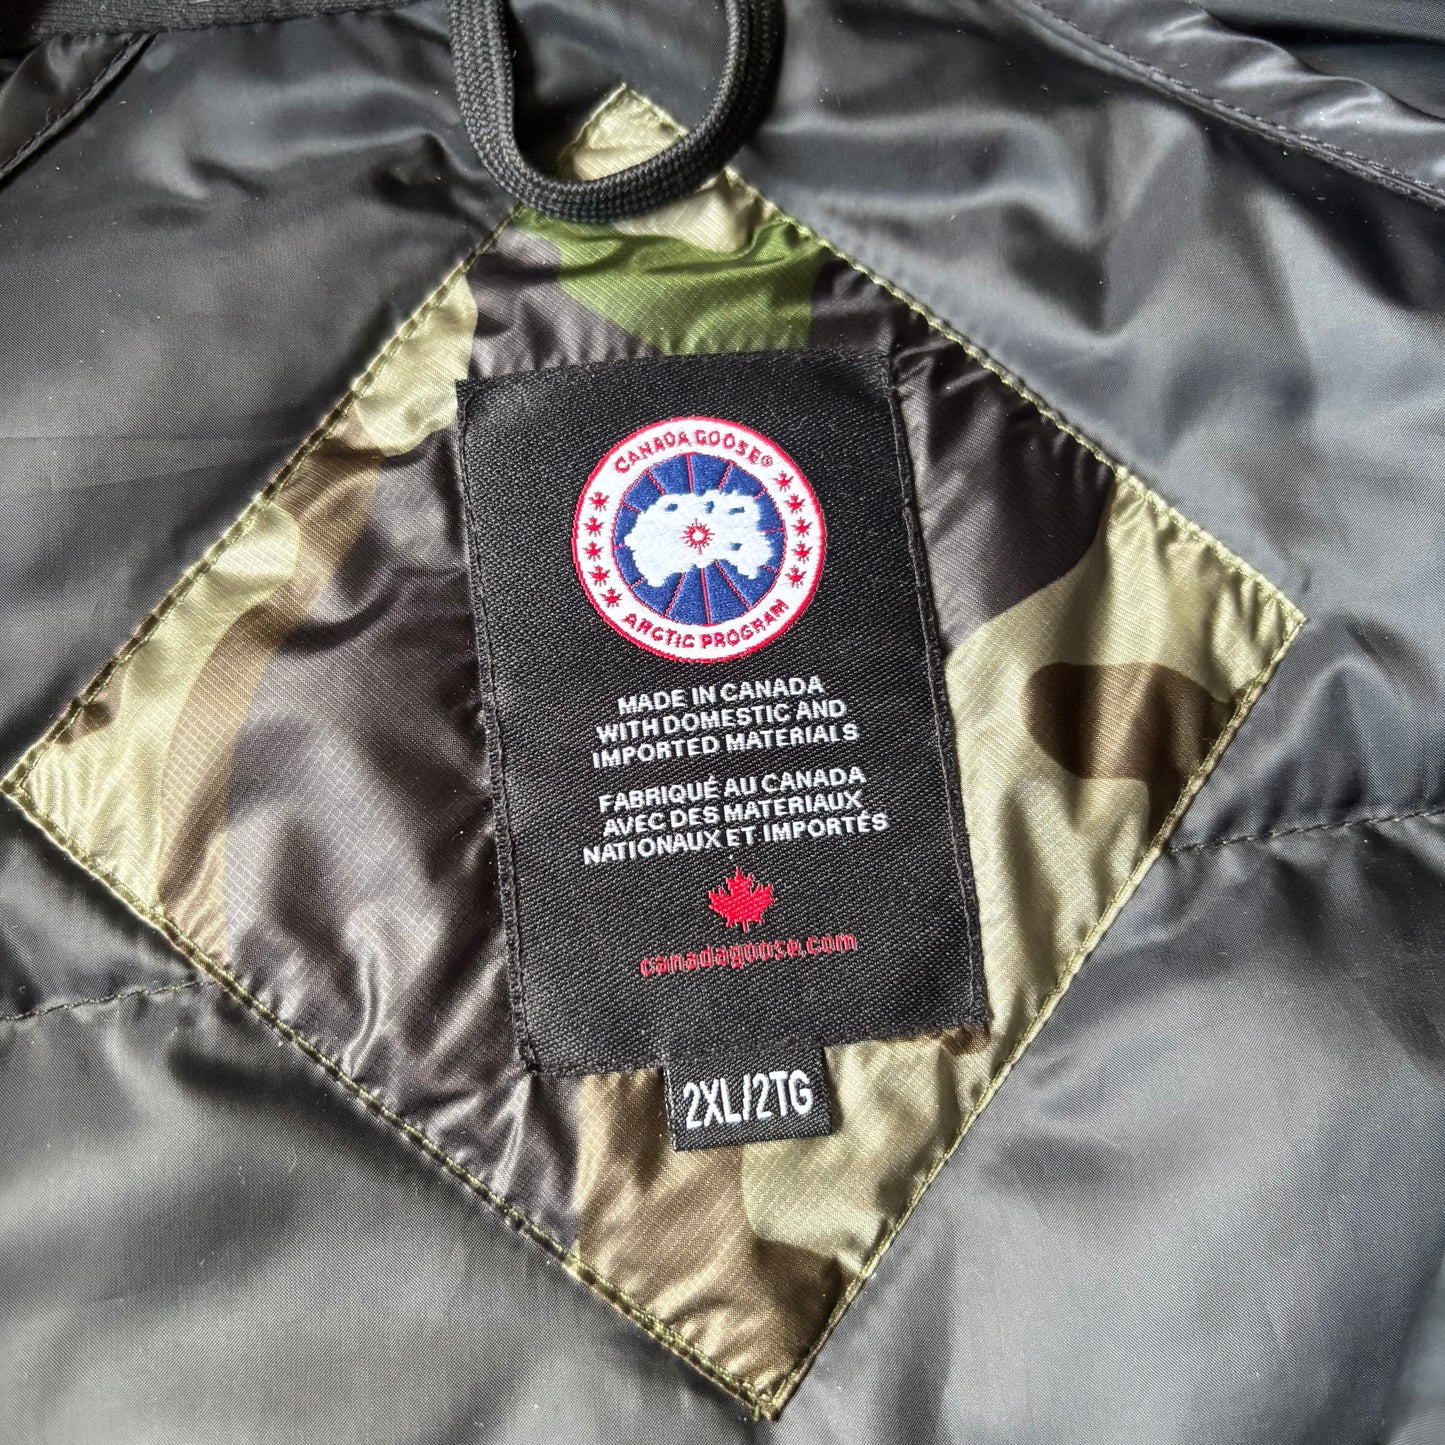 CANADA GOOSE®
ARCTIC PROGRAM
MADE IN CANADA
WITH DOMESTIC AND
IMPORTED MATERIALS
FABRIQUÉ AU CANADA
AVEC DES MATERIAUX
NATIONAUX ET IMPORTÉS
canadagoose.com
2XL/2TG